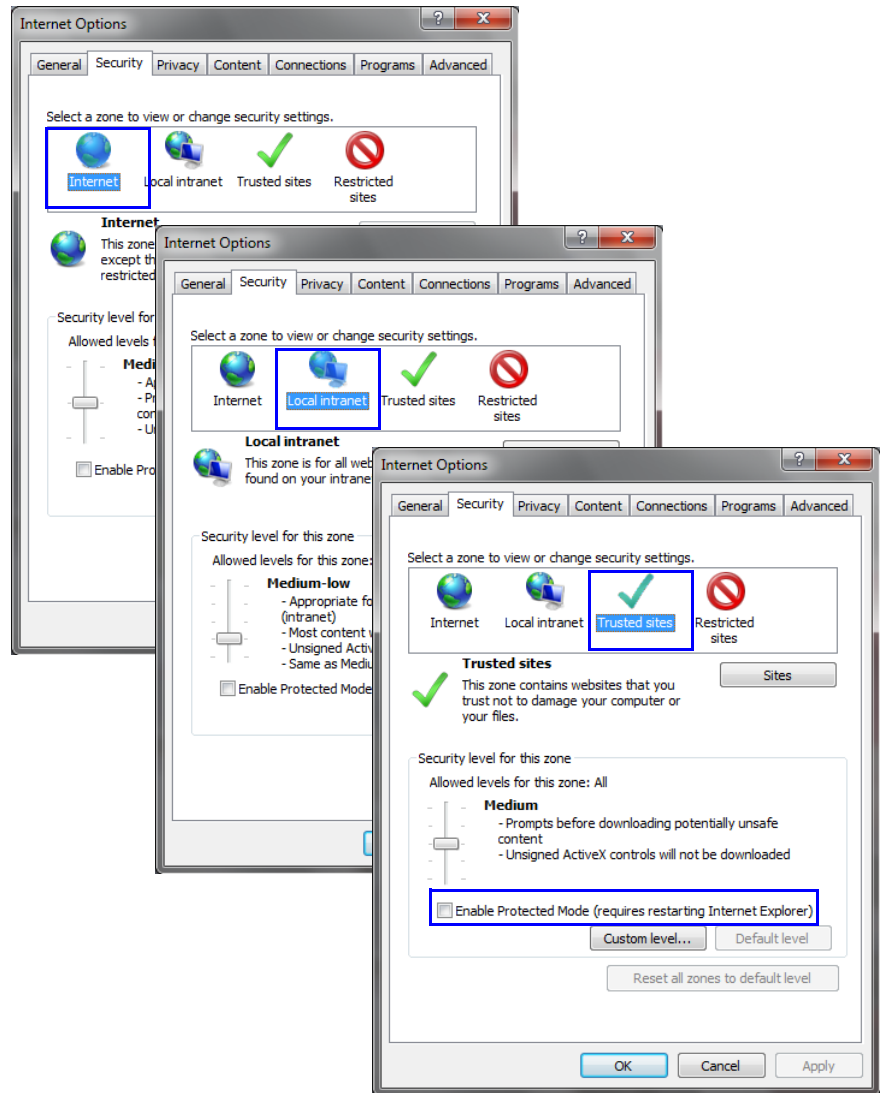 Internet Options
General Security Privacy Content Connections Programs Advanced
Select a zone to view or change security settings.
Internet Local intranet Trusted sites Restricted
sites
Internet
This zone
except th
restricted
Security level for
Allowed levels f
Medi
- Ap
- Pr
con
- U
Enable Pro
Internet Options
General Security Privacy Content Connections Programs Advanced
Select a zone to view or change security settings.
Internet Local intranet Trusted sites Restricted
sites
Local intranet
This zone is for all web
found on your intrane
Security level for this zone
Allowed levels for this zone:
Medium-low
- Appropriate fo
(intranet)
- Most content w
- Unsigned Activ
- Same as Mediu
Enable Protected Mode
Internet Options
General Security Privacy Content Connections Programs Advanced
Select a zone to view or change security settings.
Internet Local intranet Trusted sites Restricted
sites
Trusted sites
This zone contains websites that you
trust not to damage your computer or
your files.
Sites
Security level for this zone
Allowed levels for this zone: All
Medium
- Prompts before downloading potentially unsafe
content
- Unsigned ActiveX controls will not be downloaded
Enable Protected Mode (requires restarting Internet Explorer)
Custom level... Default level
Reset all zones to default level
OK Cancel Apply